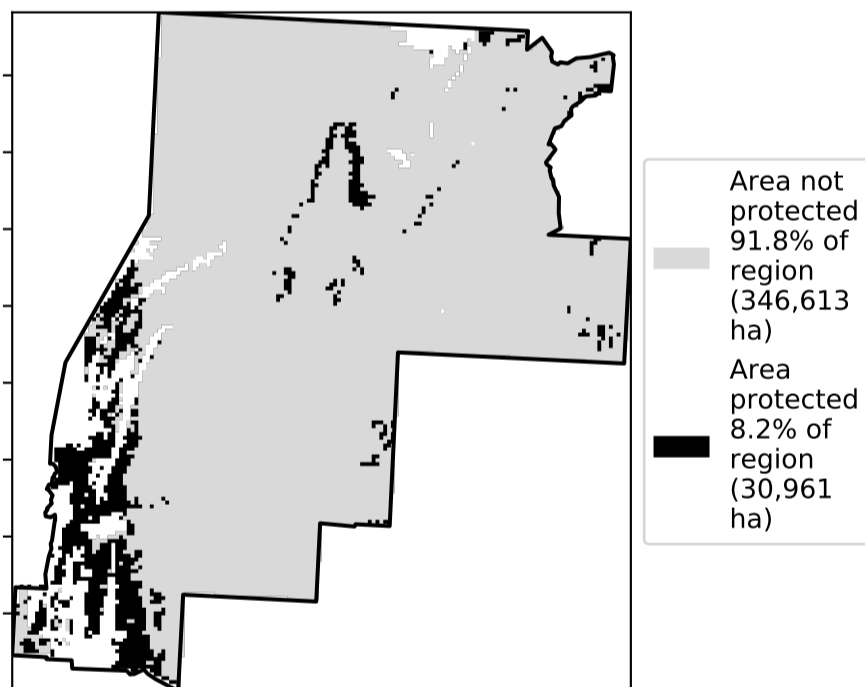 Area not
protected
91.8% of
region
(346,613
ha)
Area
protected
8.2% of
region
(30,961
ha)